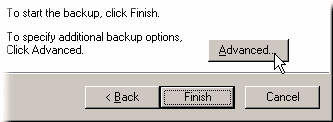 To start the backup, click Finish.
To specify additional backup options,
Click Advanced.
Advanced...
< Back
Finish
Cancel